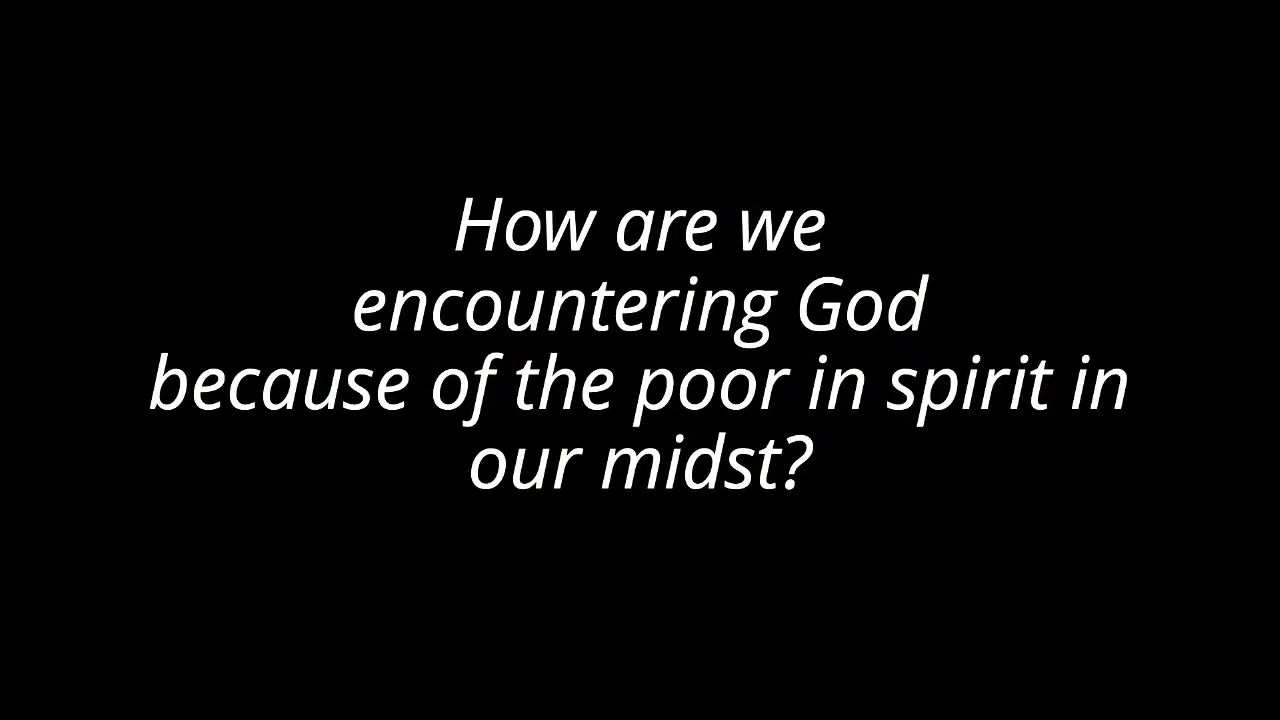 How are we
encountering God
because of the poor in spirit in
our midst?